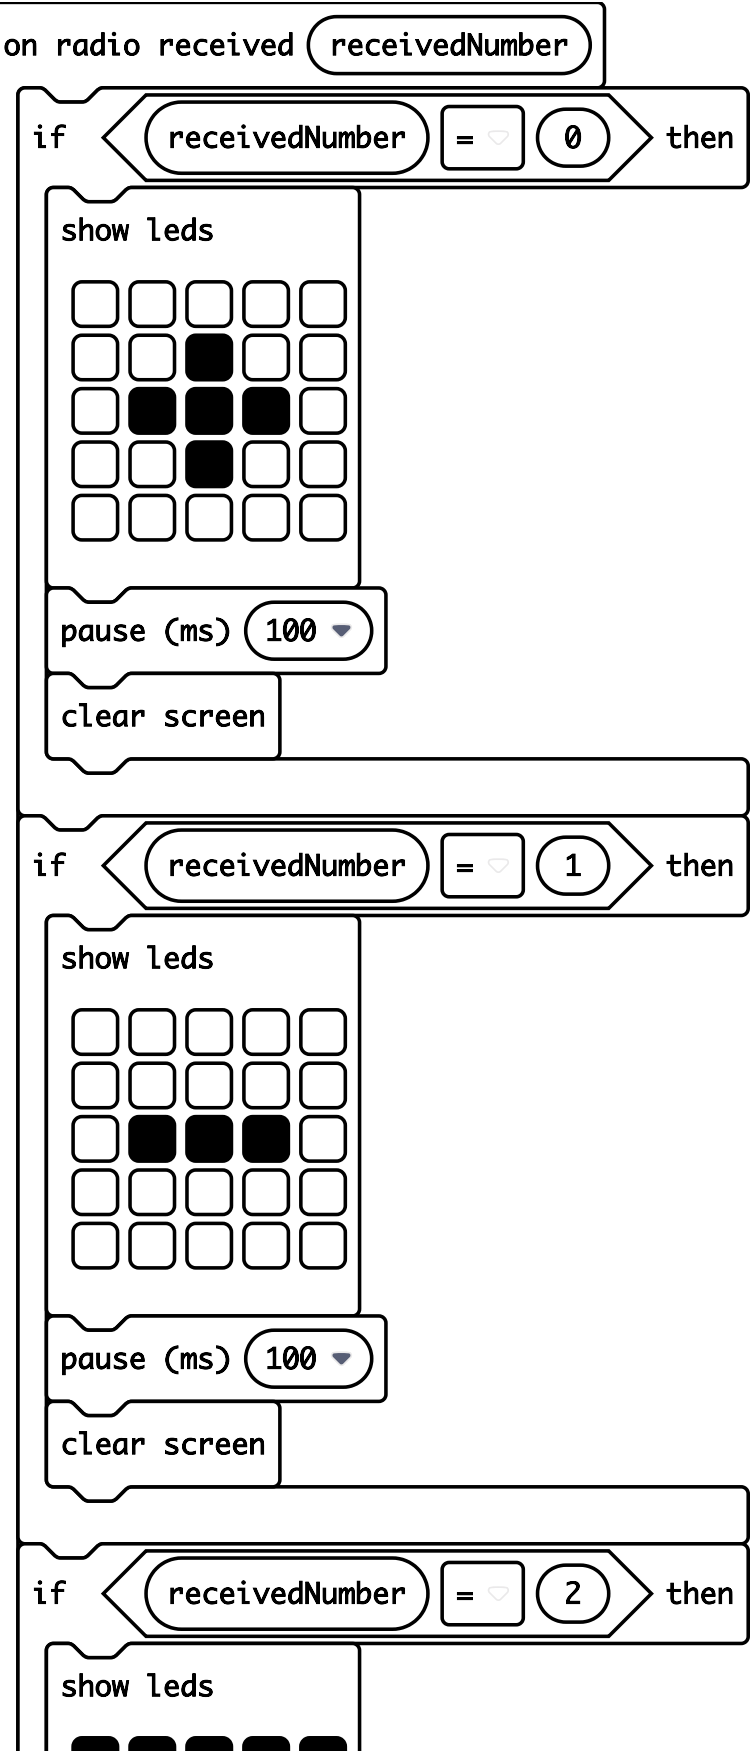 on radio received receivedNumber
if receivedNumber = 0 then
show leds
pause (ms) 100
clear screen
if receivedNumber = 1 then
show leds
pause (ms) 100
clear screen
if receivedNumber = 2 then
show leds